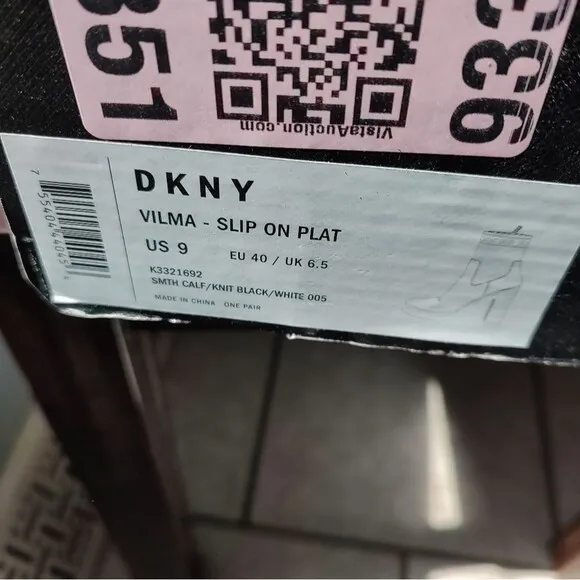 351
933
VistaAuction.com
DKNY
VILMA - SLIP ON PLAT
US 9 EU 40 / UK 6.5
K3321692
SMTH CALF/KNIT BLACK/WHITE 005
MADE IN CHINA ONE PAIR